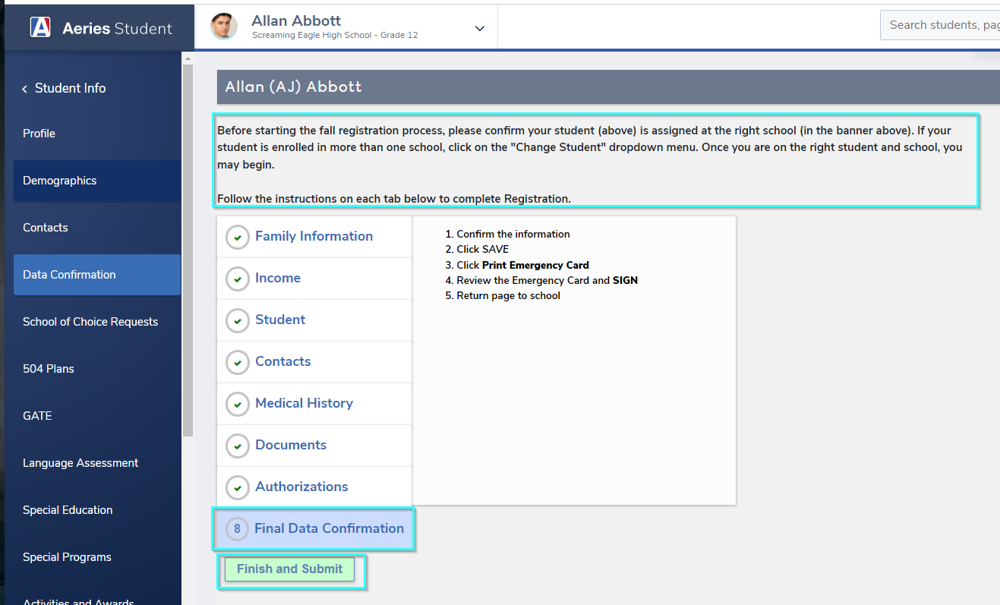 Aeries Student
Allan Abbott
Screaming Eagle High School - Grade 12
Search students, pag
Student Info
Profile
Demographics
Contacts
Data Confirmation
School of Choice Requests
504 Plans
GATE
Language Assessment
Special Education
Special Programs
Activities and Awards
Allan (AJ) Abbott
Before starting the fall registration process, please confirm your student (above) is assigned at the right school (in the banner above). If your
student is enrolled in more than one school, click on the "Change Student" dropdown menu. Once you are on the right student and school, you
may begin.
Follow the instructions on each tab below to complete Registration.
Family Information
Income
Student
Contacts
Medical History
Documents
Authorizations
8 Final Data Confirmation
Finish and Submit
1. Confirm the information
2. Click SAVE
3. Click Print Emergency Card
4. Review the Emergency Card and SIGN
5. Return page to school